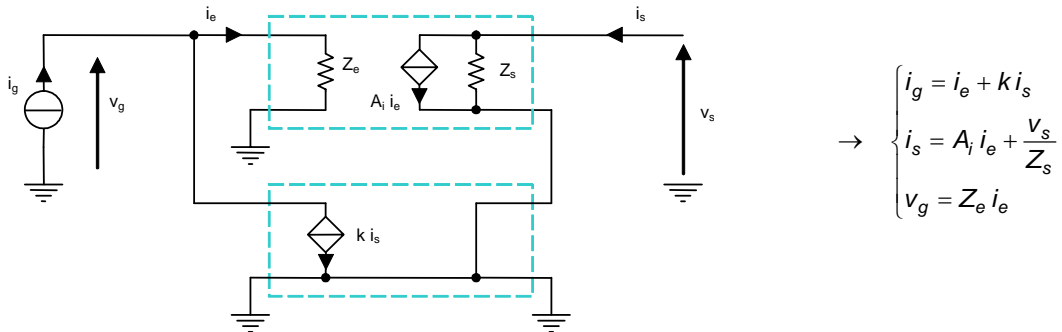 i_e
i_s
i_g
v_g
Z_e
A_i i_e
Z_s
v_s
k i_s
→ { i_g = i_e + k i_s
i_s = A_i i_e + v_s / Z_s
v_g = Z_e i_e